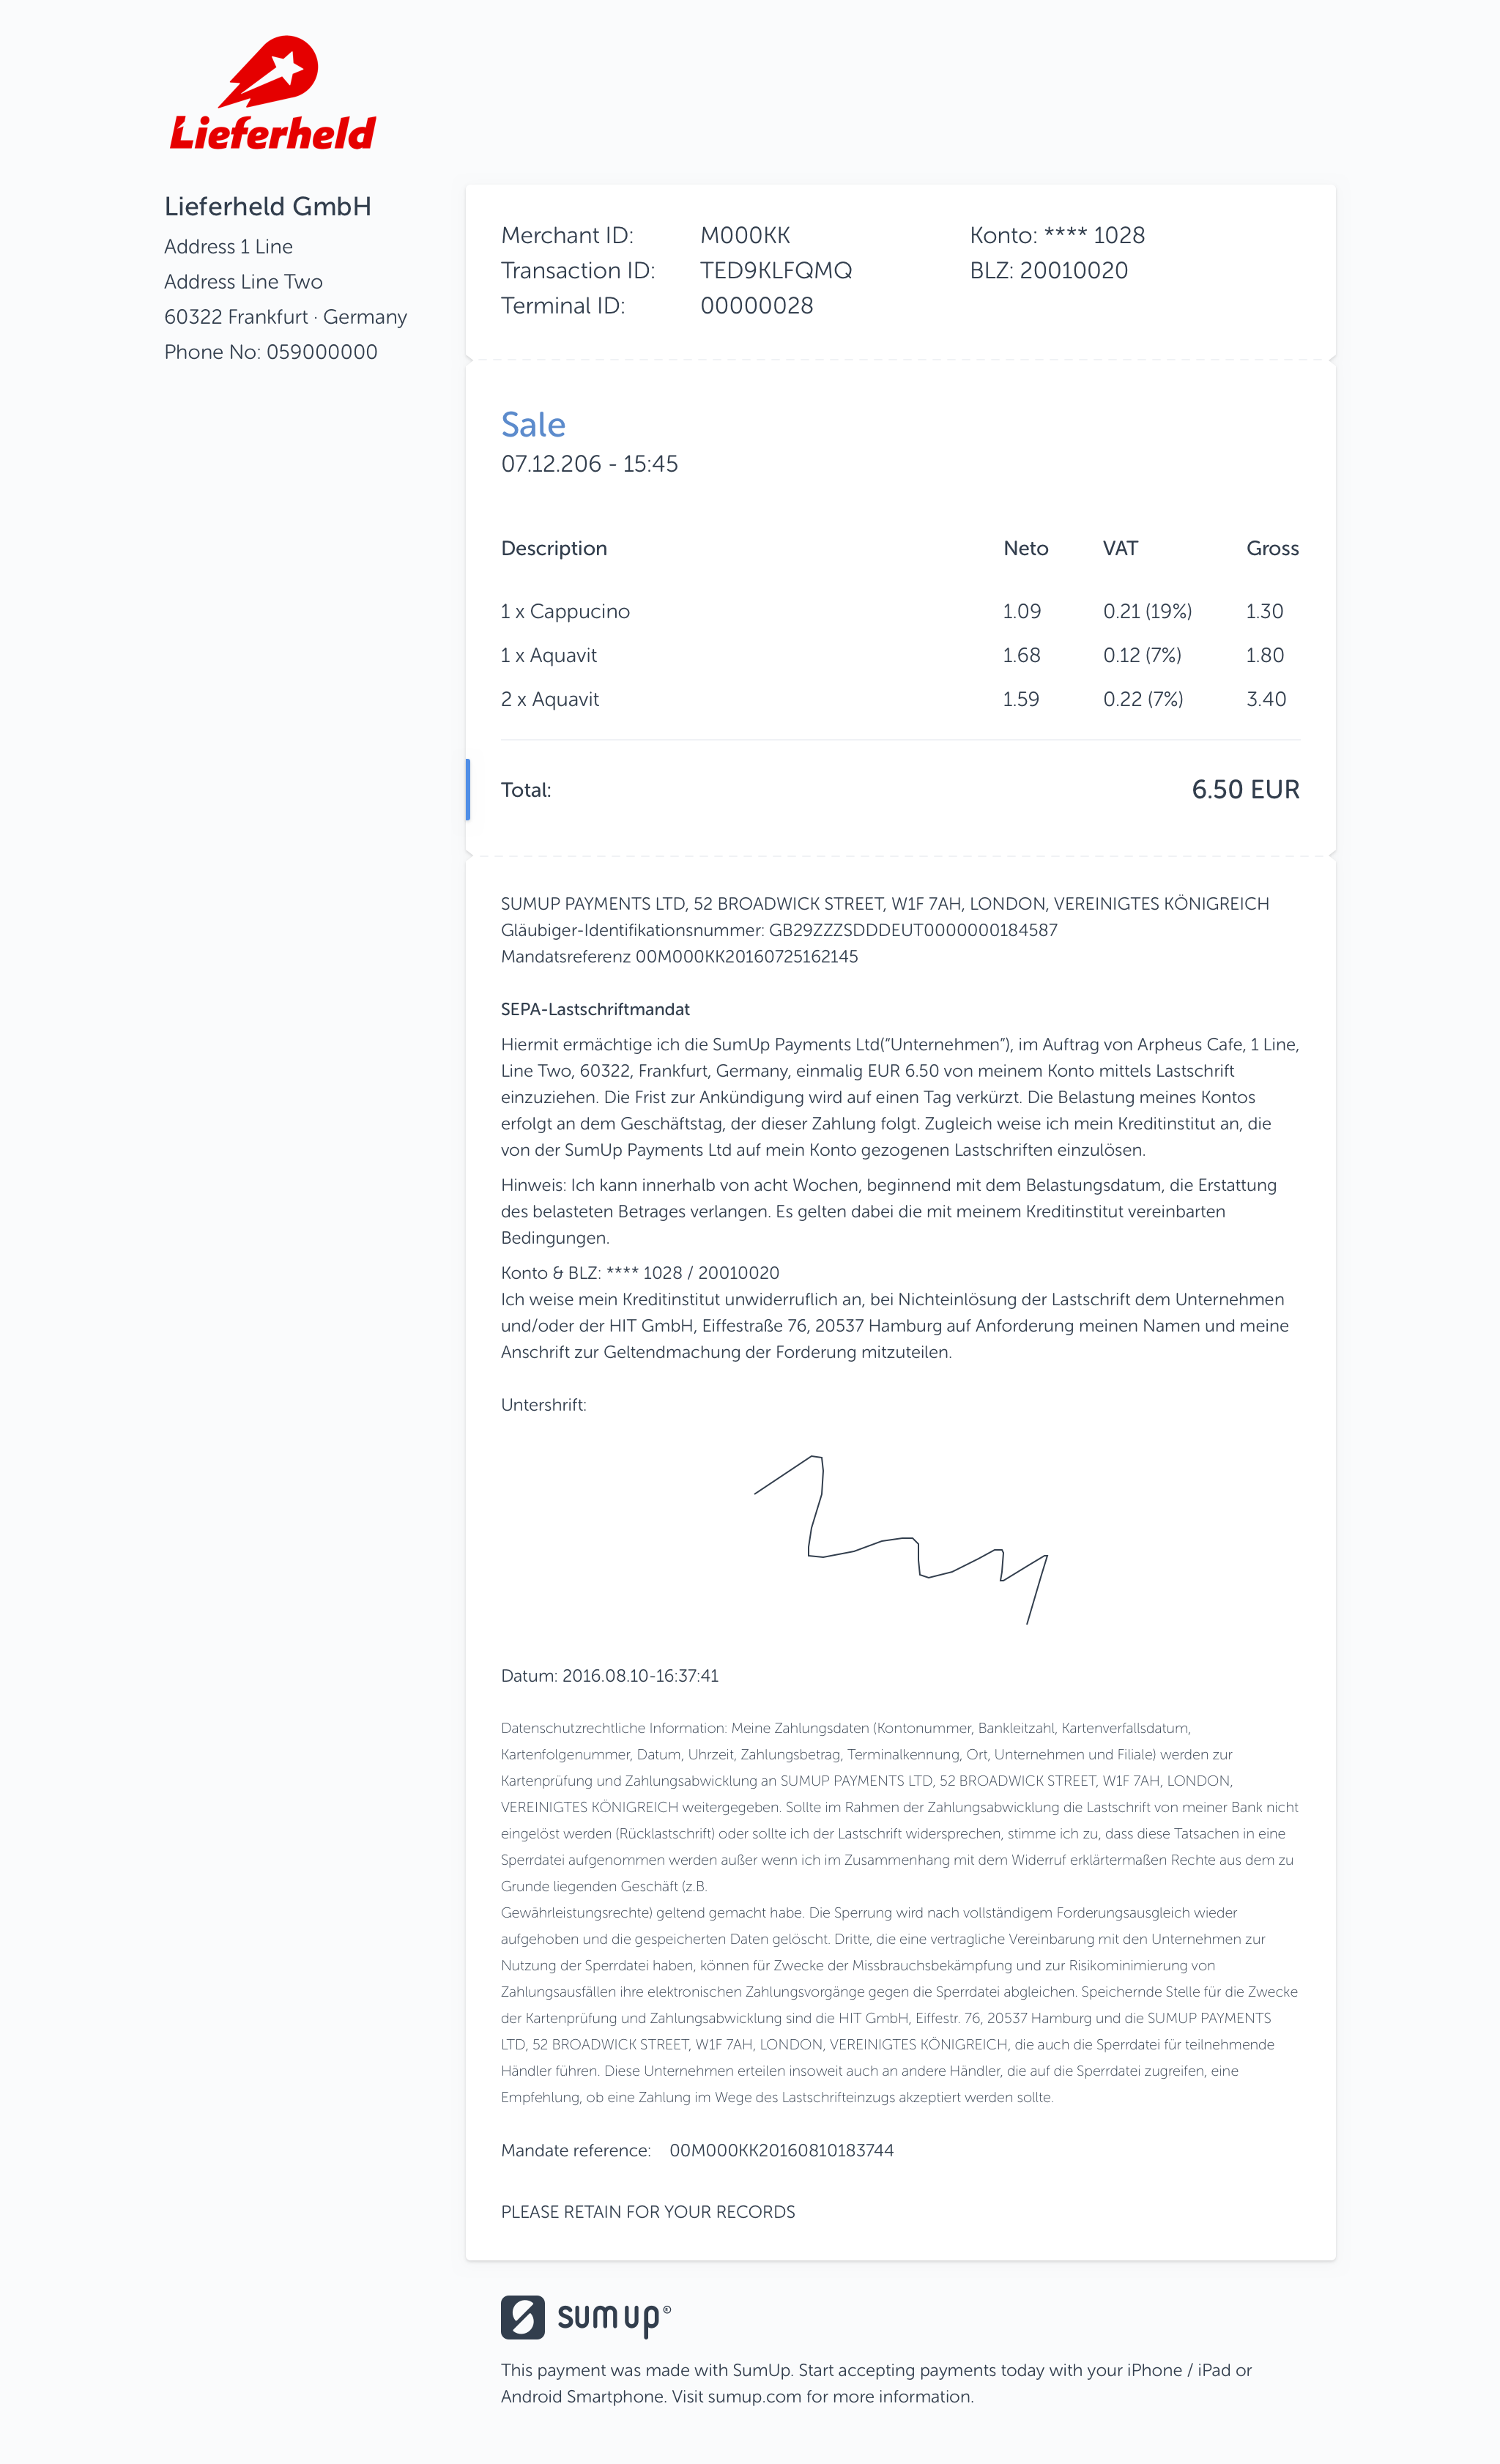 Lieferheld
Lieferheld GmbH
Address 1 Line
Address Line Two
60322 Frankfurt · Germany
Phone No: 059000000
Merchant ID: M000KK Konto: **** 1028
Transaction ID: TED9KLFQMQ BLZ: 20010020
Terminal ID: 00000028
Sale
07.12.206 - 15:45
Description Neto VAT Gross
1 x Cappucino 1.09 0.21 (19%) 1.30
1 x Aquavit 1.68 0.12 (7%) 1.80
2 x Aquavit 1.59 0.22 (7%) 3.40
Total: 6.50 EUR
SUMUP PAYMENTS LTD, 52 BROADWICK STREET, W1F 7AH, LONDON, VEREINIGTES KÖNIGREICH
Gläubiger-Identifikationsnummer: GB29ZZZSDDDEUT0000000184587
Mandatsreferenz 00M000KK20160725162145
SEPA-Lastschriftmandat
Hiermit ermächtige ich die SumUp Payments Ltd(“Unternehmen”), im Auftrag von Arpheus Cafe, 1 Line,
Line Two, 60322, Frankfurt, Germany, einmalig EUR 6.50 von meinem Konto mittels Lastschrift
einzuziehen. Die Frist zur Ankündigung wird auf einen Tag verkürzt. Die Belastung meines Kontos
erfolgt an dem Geschäftstag, der dieser Zahlung folgt. Zugleich weise ich mein Kreditinstitut an, die
von der SumUp Payments Ltd auf mein Konto gezogenen Lastschriften einzulösen.
Hinweis: Ich kann innerhalb von acht Wochen, beginnend mit dem Belastungsdatum, die Erstattung
des belasteten Betrages verlangen. Es gelten dabei die mit meinem Kreditinstitut vereinbarten
Bedingungen.
Konto & BLZ: **** 1028 / 20010020
Ich weise mein Kreditinstitut unwiderruflich an, bei Nichteinlösung der Lastschrift dem Unternehmen
und/oder der HIT GmbH, Eiffestraße 76, 20537 Hamburg auf Anforderung meinen Namen und meine
Anschrift zur Geltendmachung der Forderung mitzuteilen.
Untershrift:
Datum: 2016.08.10-16:37:41
Datenschutzrechtliche Information: Meine Zahlungsdaten (Kontonummer, Bankleitzahl, Kartenverfallsdatum,
Kartenfolgenummer, Datum, Uhrzeit, Zahlungsbetrag, Terminalkennung, Ort, Unternehmen und Filiale) werden zur
Kartenprüfung und Zahlungsabwicklung an SUMUP PAYMENTS LTD, 52 BROADWICK STREET, W1F 7AH, LONDON,
VEREINIGTES KÖNIGREICH weitergegeben. Sollte im Rahmen der Zahlungsabwicklung die Lastschrift von meiner Bank nicht
eingelöst werden (Rücklastschrift) oder sollte ich der Lastschrift widersprechen, stimme ich zu, dass diese Tatsachen in eine
Sperrdatei aufgenommen werden außer wenn ich im Zusammenhang mit dem Widerruf erklärtermaßen Rechte aus dem zu
Grunde liegenden Geschäft (z.B.
Gewährleistungsrechte) geltend gemacht habe. Die Sperrung wird nach vollständigem Forderungsausgleich wieder
aufgehoben und die gespeicherten Daten gelöscht. Dritte, die eine vertragliche Vereinbarung mit den Unternehmen zur
Nutzung der Sperrdatei haben, können für Zwecke der Missbrauchsbekämpfung und zur Risikominimierung von
Zahlungsausfällen ihre elektronischen Zahlungsvorgänge gegen die Sperrdatei abgleichen. Speichernde Stelle für die Zwecke
der Kartenprüfung und Zahlungsabwicklung sind die HIT GmbH, Eiffestr. 76, 20537 Hamburg und die SUMUP PAYMENTS
LTD, 52 BROADWICK STREET, W1F 7AH, LONDON, VEREINIGTES KÖNIGREICH, die auch die Sperrdatei für teilnehmende
Händler führen. Diese Unternehmen erteilen insoweit auch an andere Händler, die auf die Sperrdatei zugreifen, eine
Empfehlung, ob eine Zahlung im Wege des Lastschrifteinzugs akzeptiert werden sollte.
Mandate reference: 00M000KK20160810183744
PLEASE RETAIN FOR YOUR RECORDS
sumup®
This payment was made with SumUp. Start accepting payments today with your iPhone / iPad or
Android Smartphone. Visit sumup.com for more information.